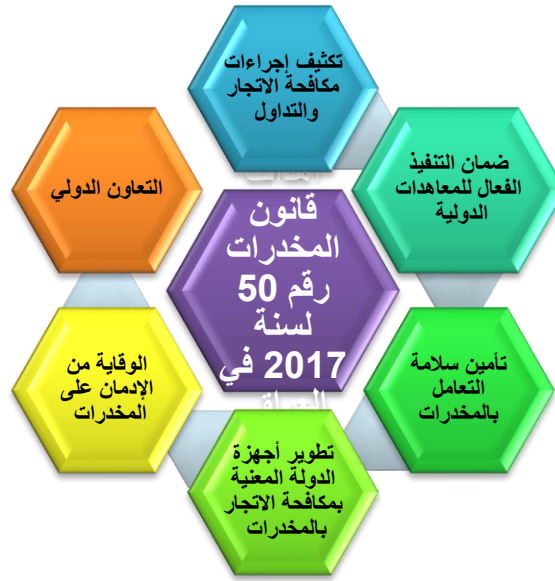 تكثيف إجراءات
مكافحة الاتجار
والتداول
ضمان التنفيذ
الفعال للمعاهدات
الدولية
تأمين سلامة
التعامل
بالمخدرات
تطوير أجهزة
الدولة المعنية
بمكافحة الاتجار
بالمخدرات
الوقاية من
الإدمان على
المخدرات
التعاون الدولي
قانون
المخدرات
رقم 50
لسنة
2017 في
العراق